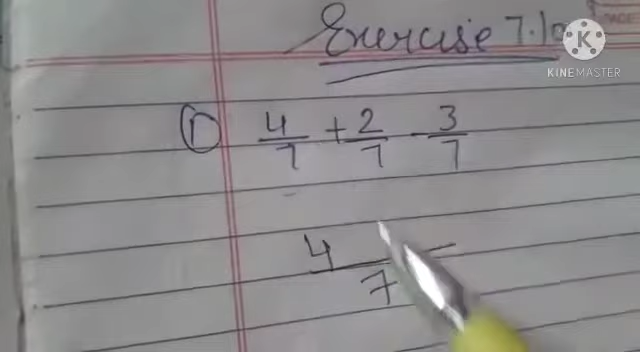 Exercise 7.10
KINEMASTER
① 4/7 + 2/7 - 3/7
4/7